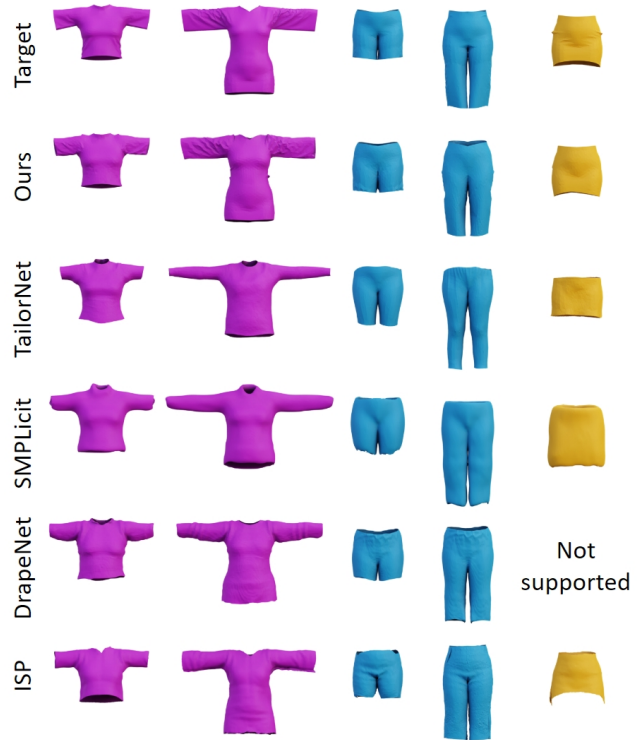 Target
Ours
TailorNet
SMPLicit
DrapeNet
Not
supported
ISP